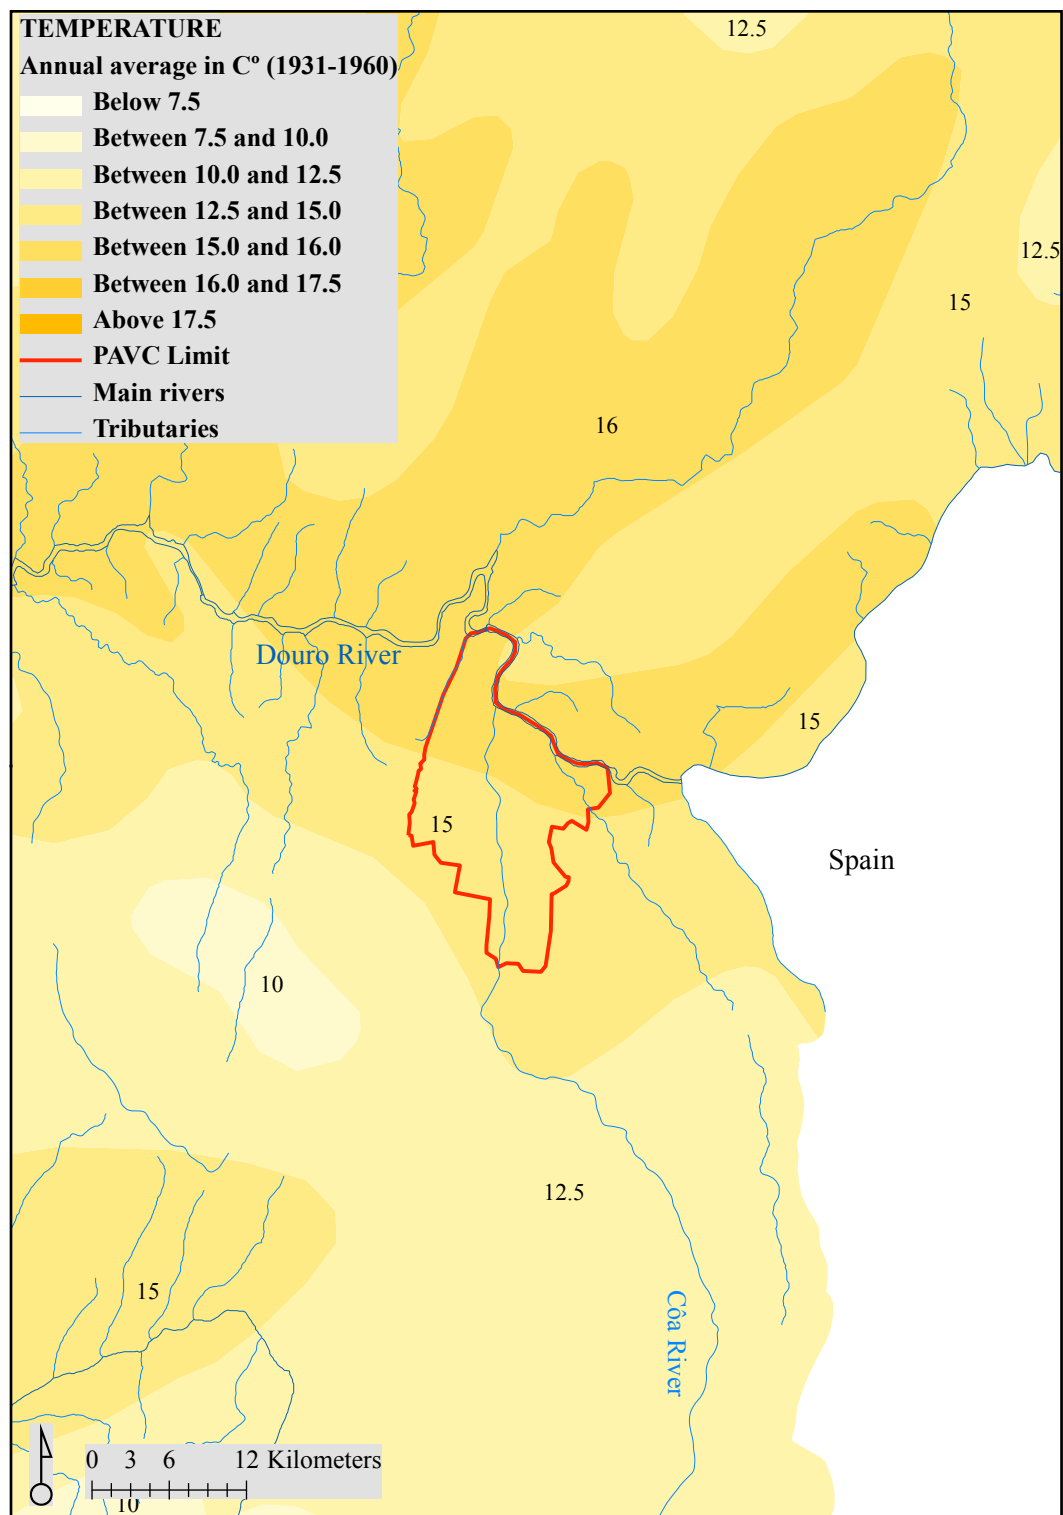 TEMPERATURE
Annual average in Cº (1931-1960)
Below 7.5
Between 7.5 and 10.0
Between 10.0 and 12.5
Between 12.5 and 15.0
Between 15.0 and 16.0
Between 16.0 and 17.5
Above 17.5
PAVC Limit
Main rivers
Tributaries
12.5
12.5
15
16
Douro River
15
15
Spain
10
12.5
15
Côa River
0 3 6 12 Kilometers
10